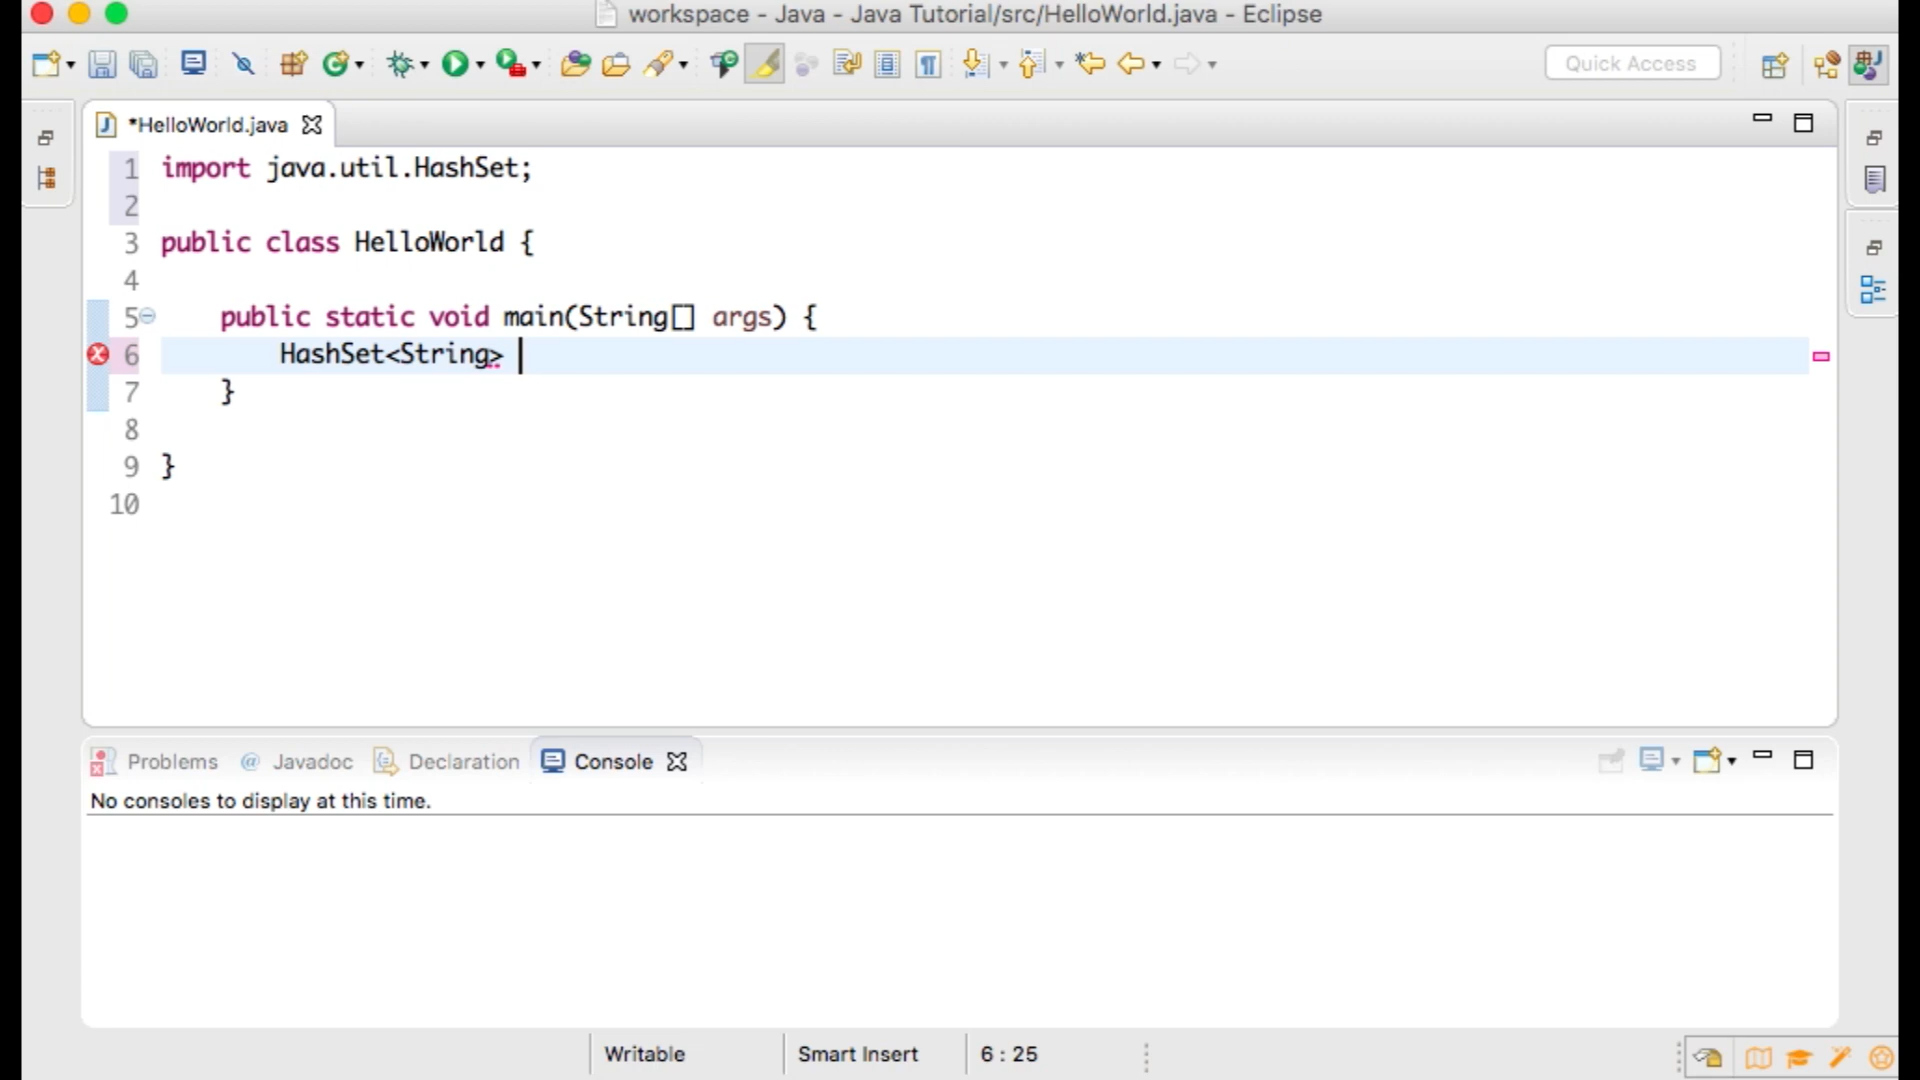 workspace - Java - Java Tutorial/src/HelloWorld.java - Eclipse
Quick Access
*HelloWorld.java
1 import java.util.HashSet;
2
3 public class HelloWorld {
4
5 public static void main(String[] args) {
6 HashSet<String>
7 }
8
9 }
10
Problems @ Javadoc Declaration Console
No consoles to display at this time.
Writable Smart Insert 6 : 25